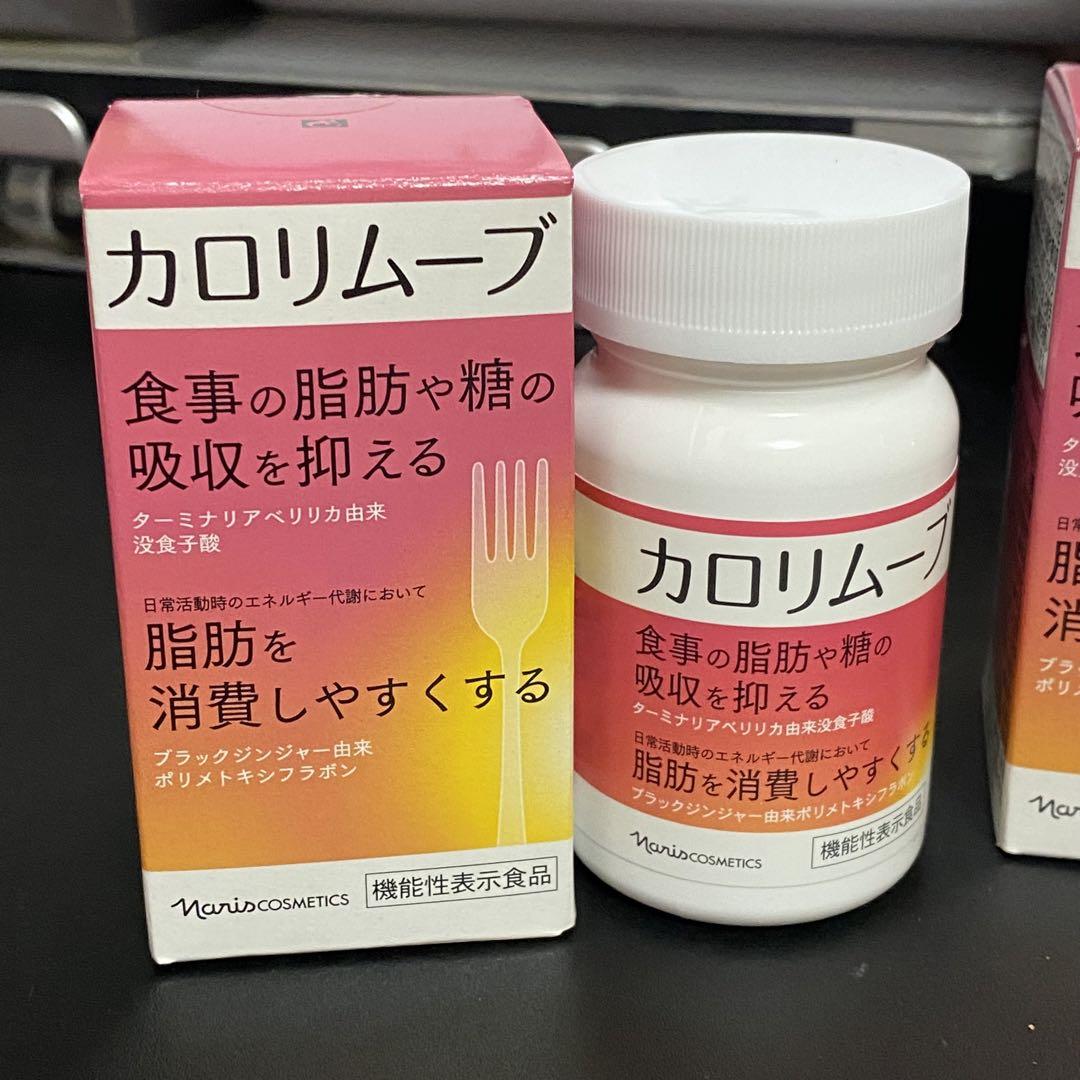 カロリムーブ
食事の脂肪や糖の
吸収を抑える
ターミナリアベリリカ由来
没食子酸
日常活動時のエネルギー代謝において
脂肪を
消費しやすくする
ブラックジンジャー由来
ポリメトキシフラボン
naris COSMETICS
機能性表示食品
カロリムーブ
食事の脂肪や糖の
吸収を抑える
ターミナリアベリリカ由来没食子酸
日常活動時のエネルギー代謝において
脂肪を消費しやすくする
ブラックジンジャー由来ポリメトキシフラボン
naris COSMETICS
機能性表示食品